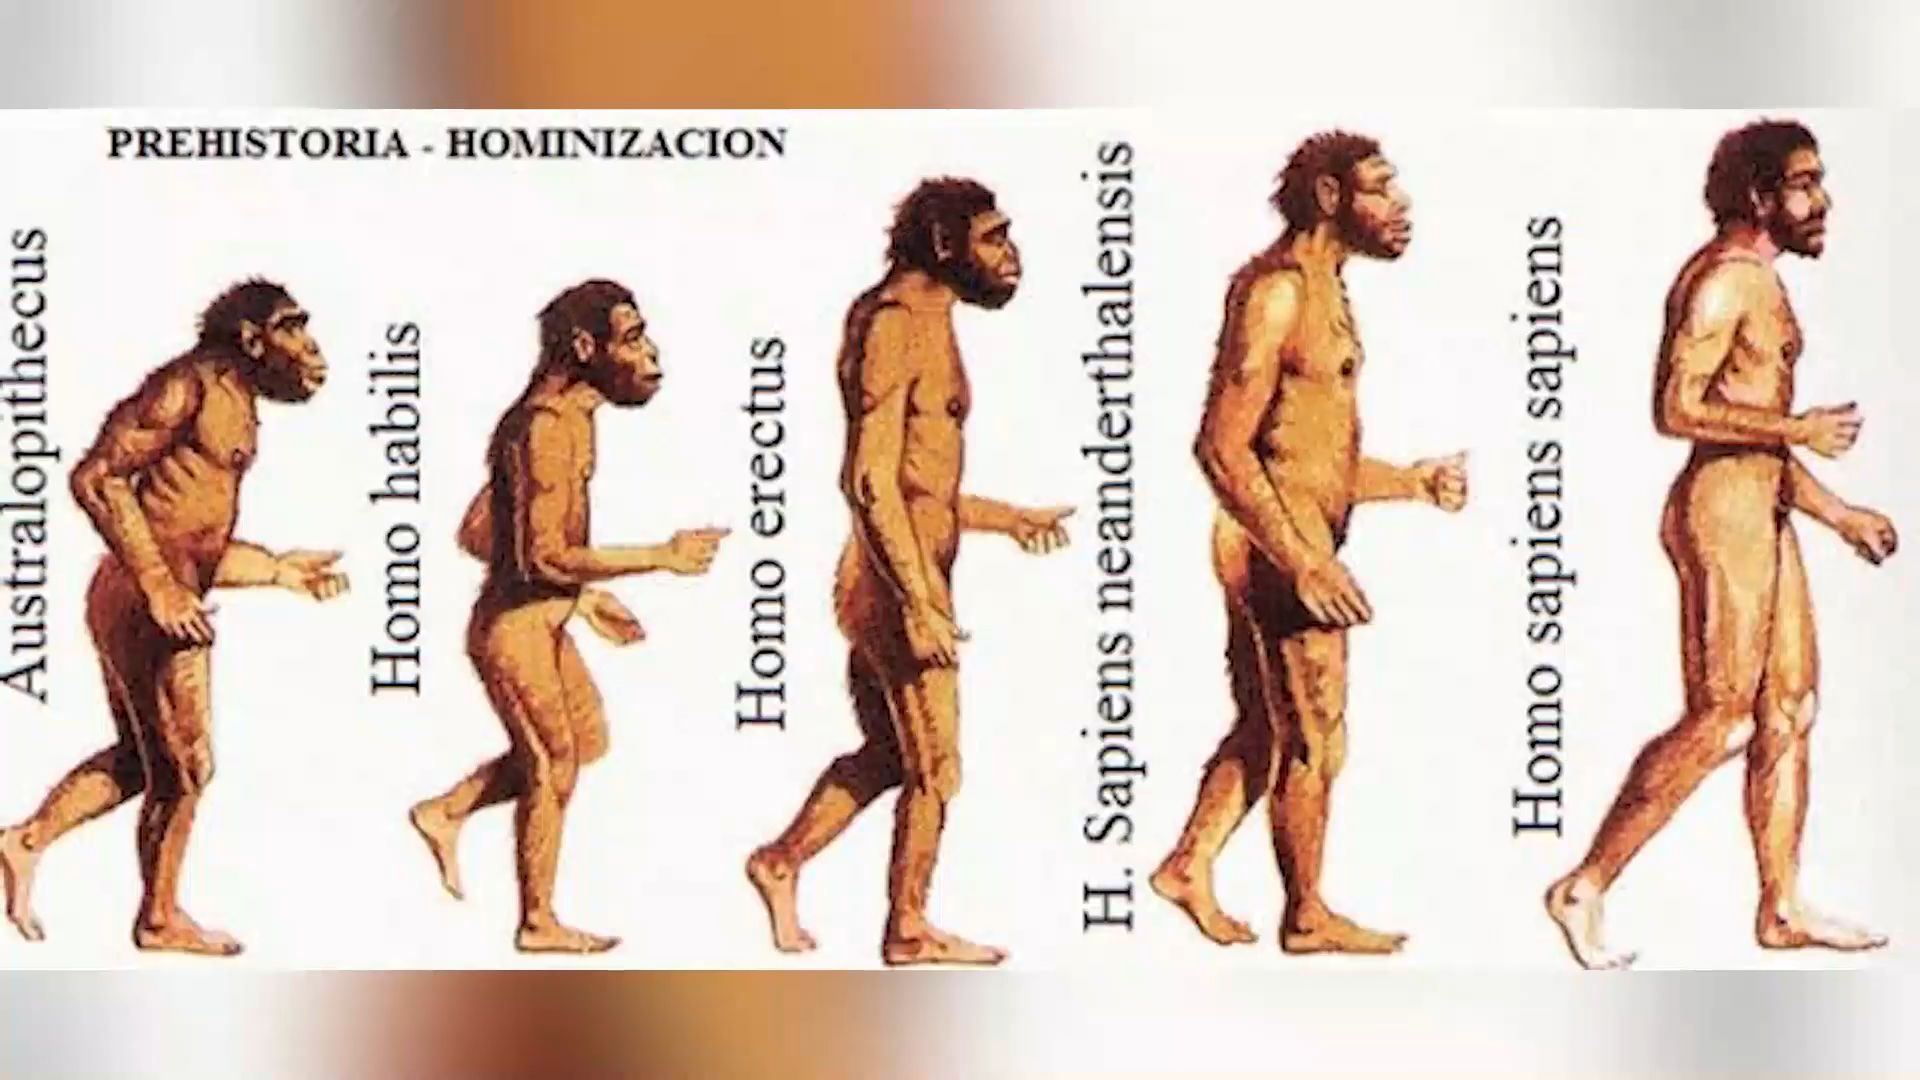 PREHISTORIA - HOMINIZACION
Australopithecus
Homo habilis
Homo erectus
H. Sapiens neanderthalensis
Homo sapiens sapiens